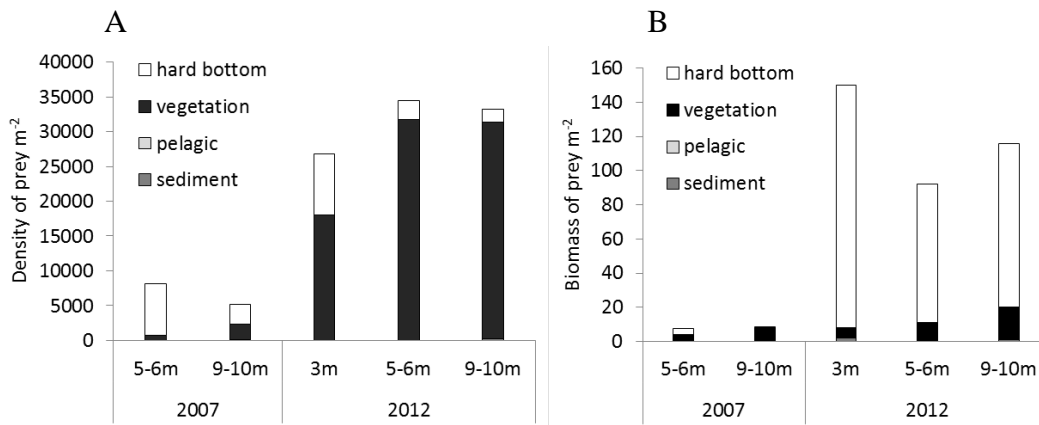 A
Density of prey m-2
40000
35000
30000
25000
20000
15000
10000
5000
0
hard bottom
vegetation
pelagic
sediment
5-6m 9-10m 3m 5-6m 9-10m
2007 2012
B
Biomass of prey m-2
160
140
120
100
80
60
40
20
0
hard bottom
vegetation
pelagic
sediment
5-6m 9-10m 3m 5-6m 9-10m
2007 2012